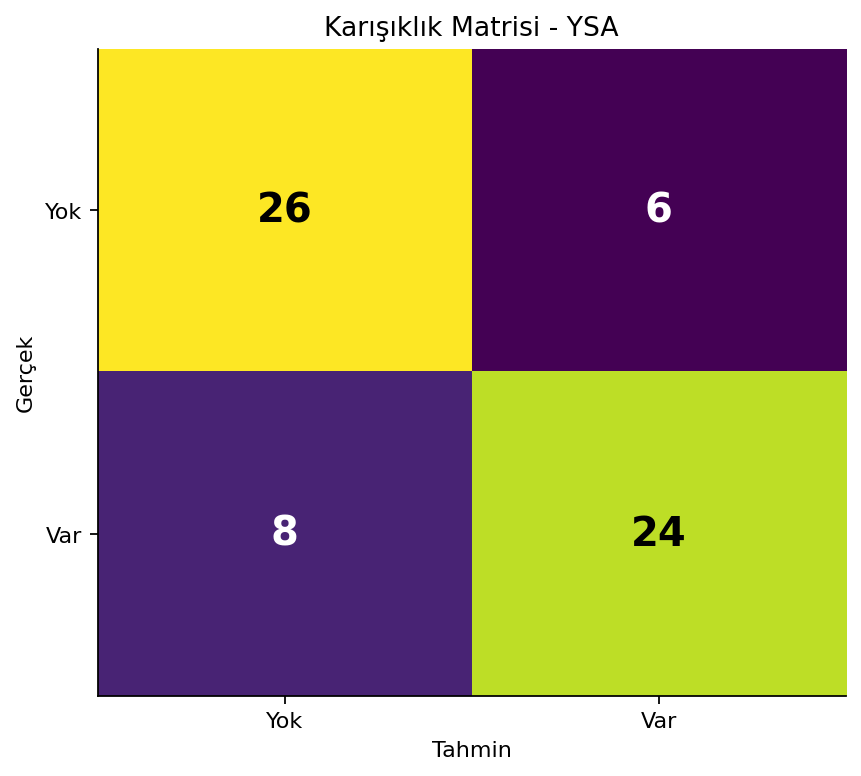 Karışıklık Matrisi - YSA
Yok
26
6
Gerçek
Var
8
24
Yok
Var
Tahmin